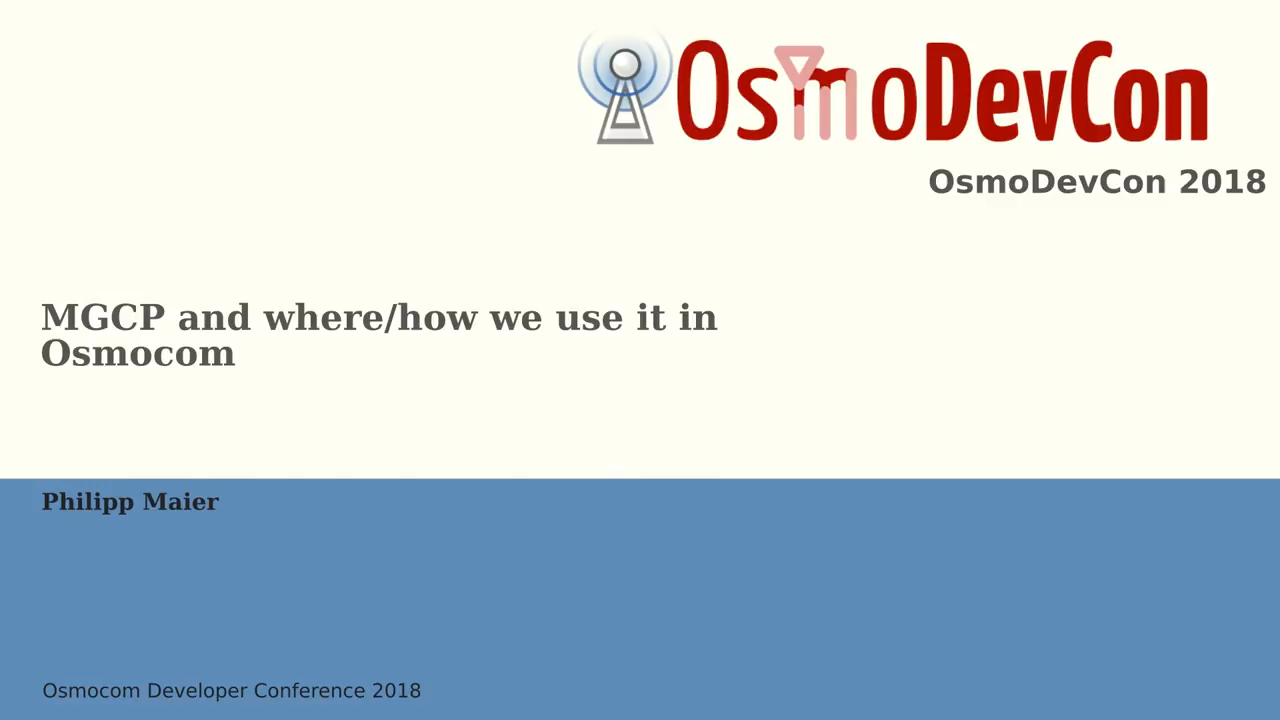 OsmoDevCon
OsmoDevCon 2018
MGCP and where/how we use it in
Osmocom
Philipp Maier
Osmocom Developer Conference 2018